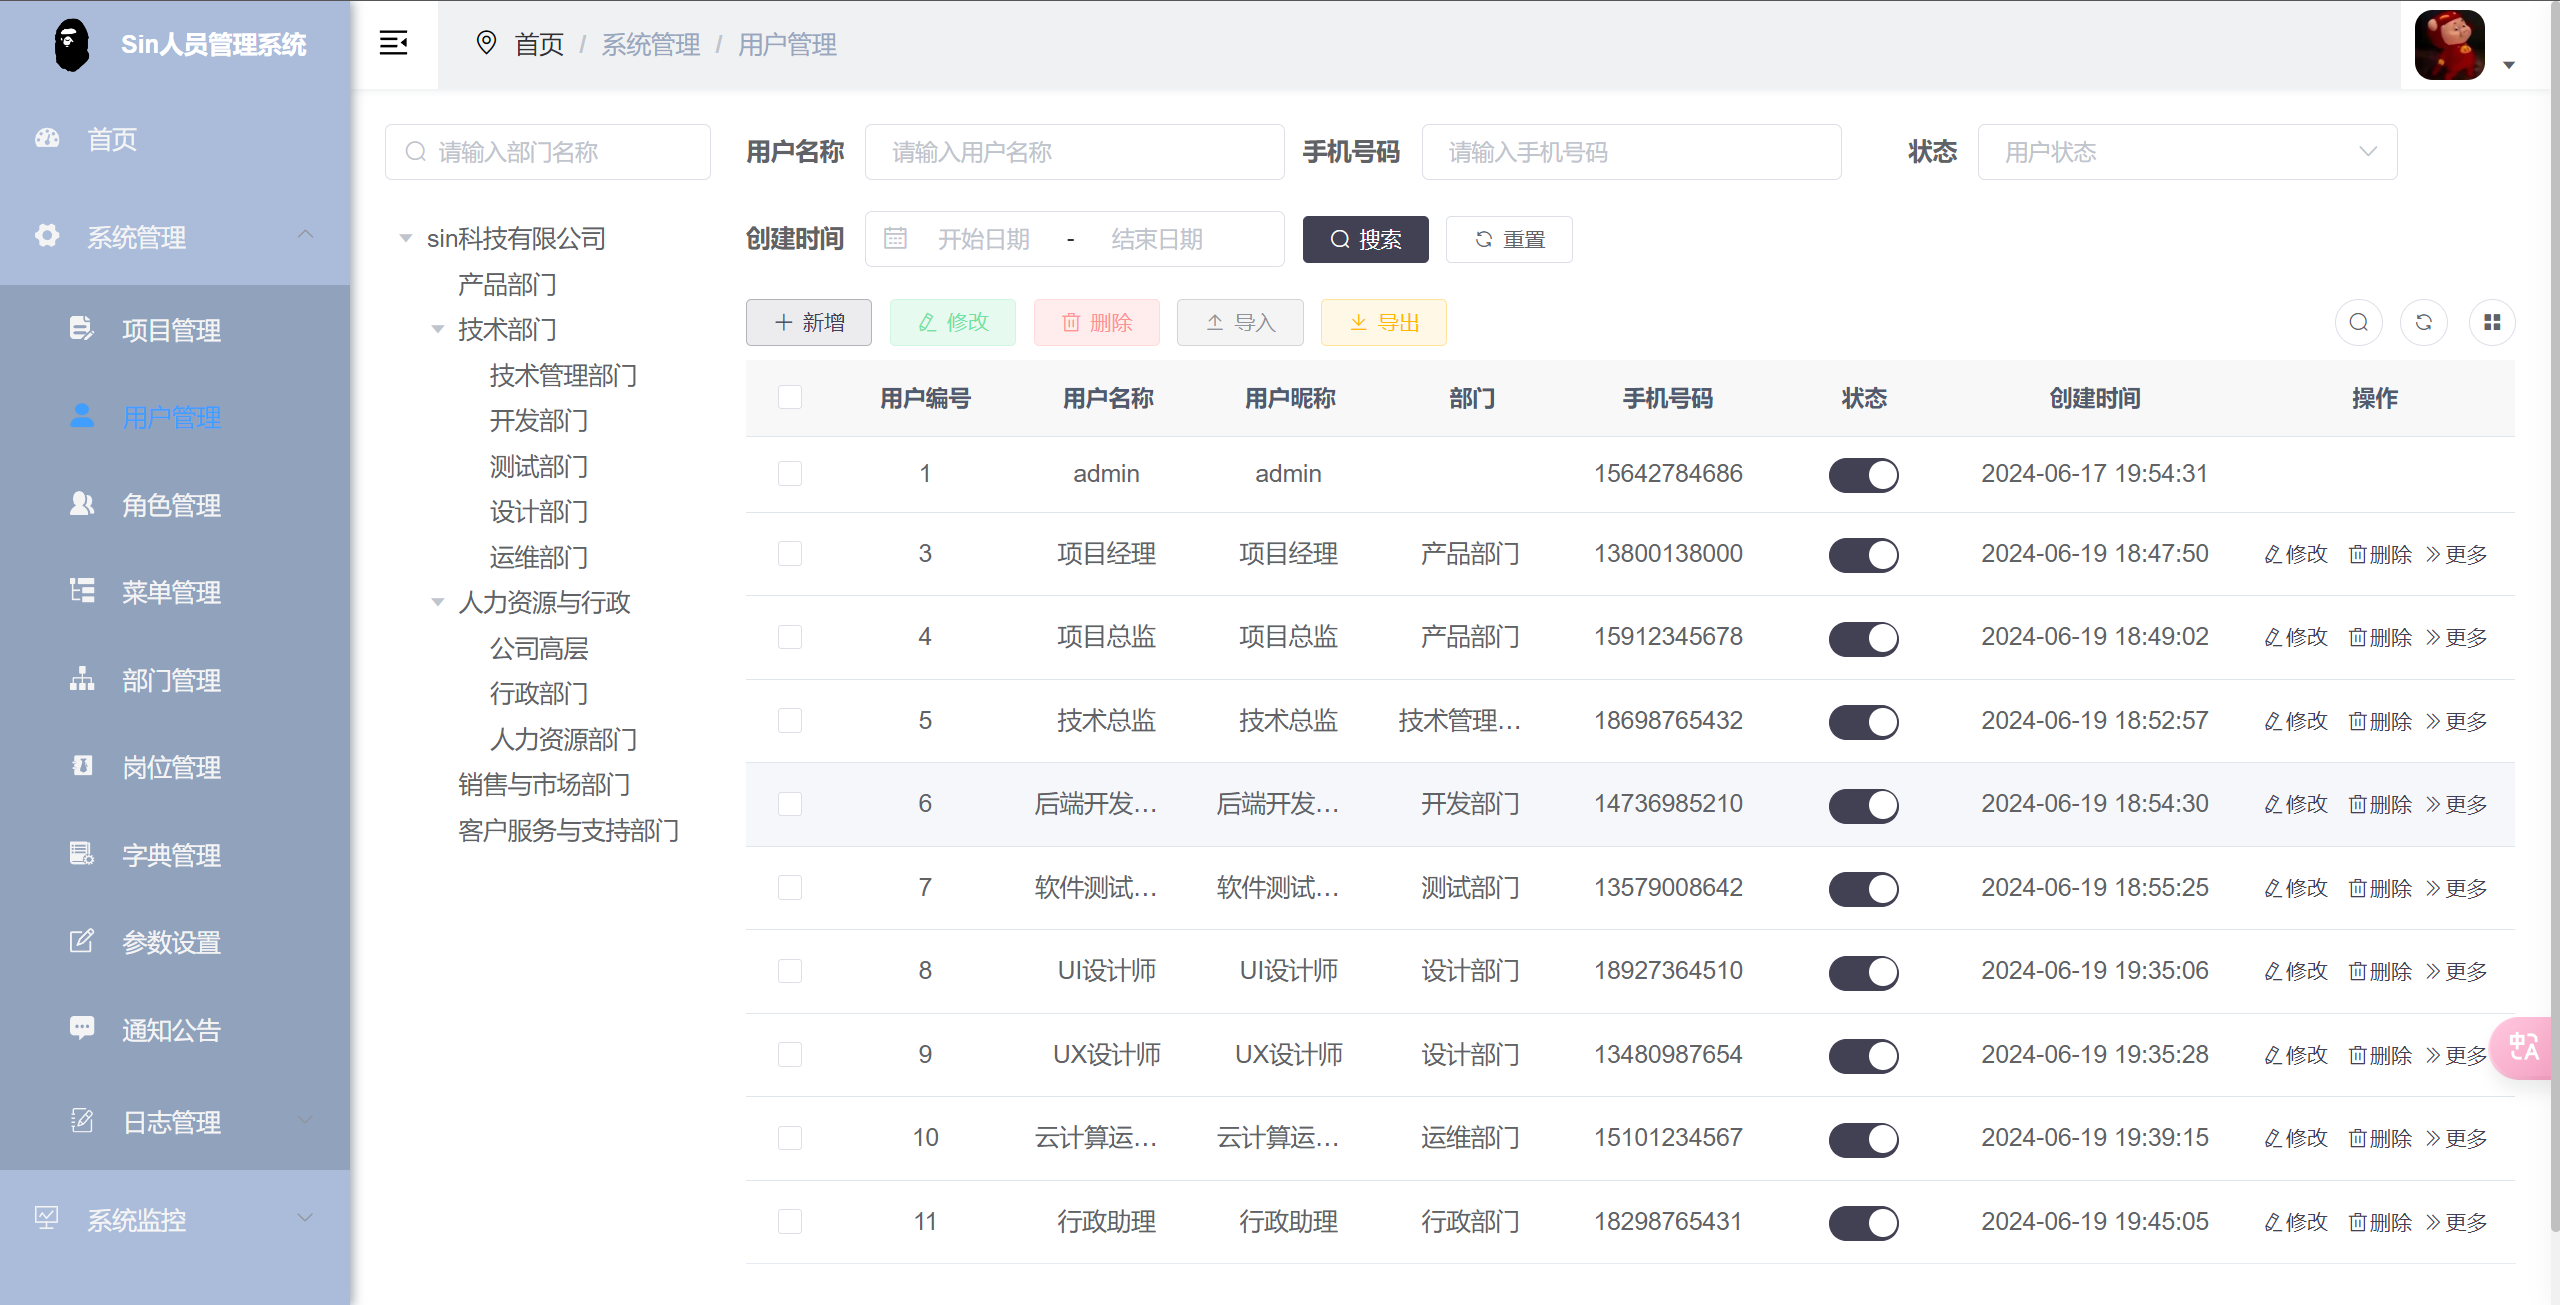 Sin人员管理系统
首页
系统管理
项目管理
用户管理
角色管理
菜单管理
部门管理
岗位管理
字典管理
参数设置
通知公告
日志管理
系统监控
首页 / 系统管理 / 用户管理
请输入部门名称
sin科技有限公司
产品部门
技术部门
技术管理部门
开发部门
测试部门
设计部门
运维部门
人力资源与行政
公司高层
行政部门
人力资源部门
销售与市场部门
客户服务与支持部门
用户名称 请输入用户名称 手机号码 请输入手机号码 状态 用户状态
创建时间 开始日期 - 结束日期 搜索 重置
新增 修改 删除 导入 导出
用户编号 用户名称 用户昵称 部门 手机号码 状态 创建时间 操作
1 admin admin 15642784686 2024-06-17 19:54:31
3 项目经理 项目经理 产品部门 13800138000 2024-06-19 18:47:50 修改 删除 更多
4 项目总监 项目总监 产品部门 15912345678 2024-06-19 18:49:02 修改 删除 更多
5 技术总监 技术总监 技术管理… 18698765432 2024-06-19 18:52:57 修改 删除 更多
6 后端开发… 后端开发… 开发部门 14736985210 2024-06-19 18:54:30 修改 删除 更多
7 软件测试… 软件测试… 测试部门 13579008642 2024-06-19 18:55:25 修改 删除 更多
8 UI设计师 UI设计师 设计部门 18927364510 2024-06-19 19:35:06 修改 删除 更多
9 UX设计师 UX设计师 设计部门 13480987654 2024-06-19 19:35:28 修改 删除 更多
10 云计算运… 云计算运… 运维部门 15101234567 2024-06-19 19:39:15 修改 删除 更多
11 行政助理 行政助理 行政部门 18298765431 2024-06-19 19:45:05 修改 删除 更多
中A